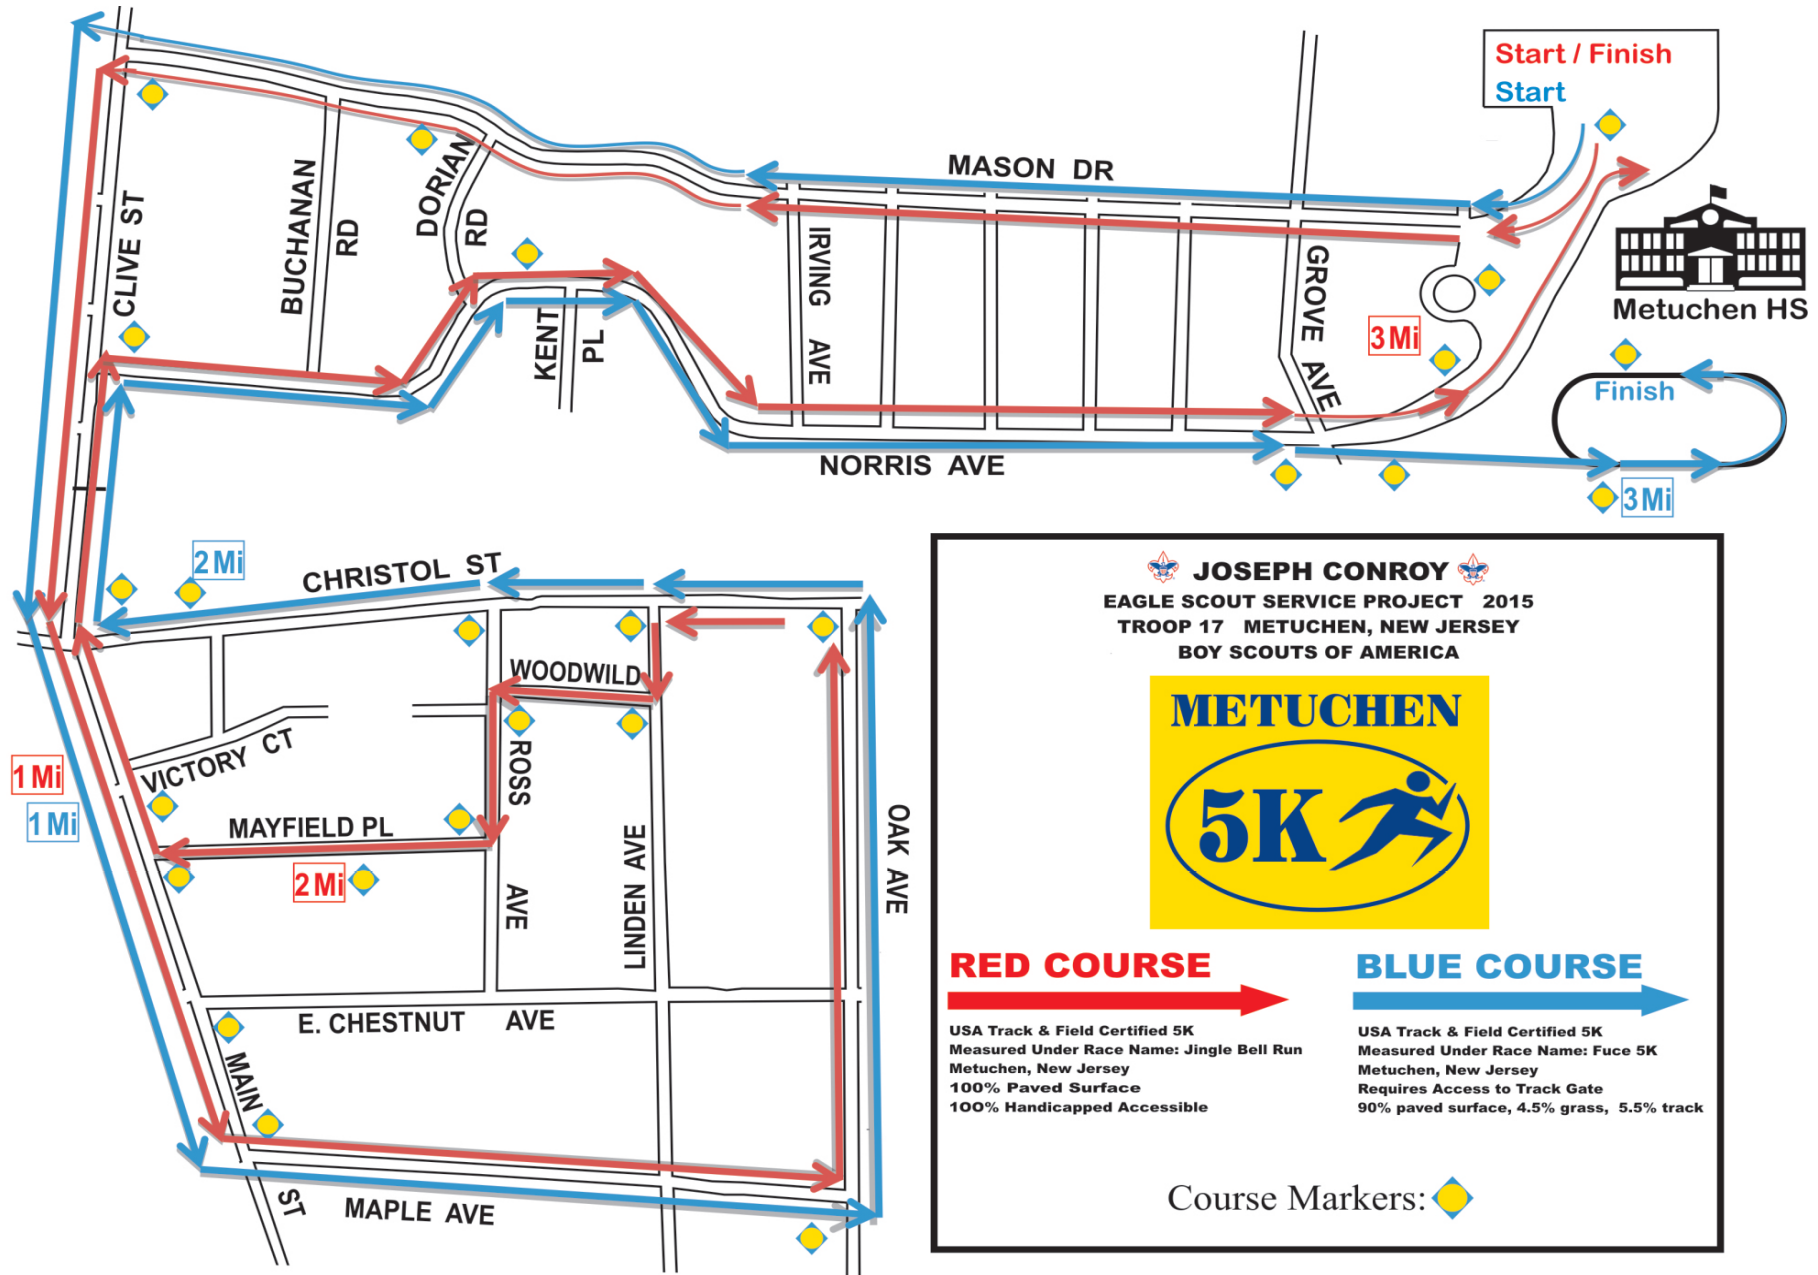 Start / Finish
Start
MASON DR
CLIVE ST
BUCHANAN
RD
DORIAN
RD
KENT
PL
IRVING
AVE
GROVE AVE
Metuchen HS
3 Mi
Finish
NORRIS AVE
3 Mi
2 Mi
CHRISTOL ST
WOODWILD
ROSS
AVE
VICTORY CT
1 Mi
1 Mi
MAYFIELD PL
2 Mi
LINDEN AVE
OAK AVE
E. CHESTNUT AVE
MAIN
ST
MAPLE AVE
JOSEPH CONROY
EAGLE SCOUT SERVICE PROJECT 2015
TROOP 17 METUCHEN, NEW JERSEY
BOY SCOUTS OF AMERICA
METUCHEN
5K
RED COURSE
USA Track & Field Certified 5K
Measured Under Race Name: Jingle Bell Run
Metuchen, New Jersey
100% Paved Surface
100% Handicapped Accessible
BLUE COURSE
USA Track & Field Certified 5K
Measured Under Race Name: Fuce 5K
Metuchen, New Jersey
Requires Access to Track Gate
90% paved surface, 4.5% grass, 5.5% track
Course Markers: